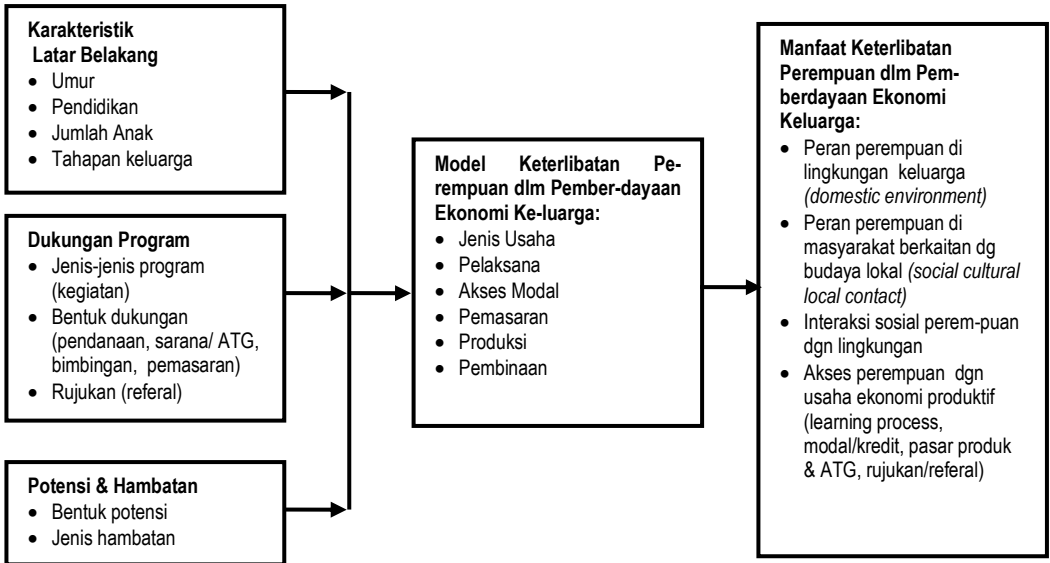 Karakteristik
Latar Belakang
• Umur
• Pendidikan
• Jumlah Anak
• Tahapan keluarga
Dukungan Program
• Jenis-jenis program
(kegiatan)
• Bentuk dukungan
(pendanaan, sarana/ ATG,
bimbingan, pemasaran)
• Rujukan (referal)
Potensi & Hambatan
• Bentuk potensi
• Jenis hambatan
Model Keterlibatan Pe-
rempuan dlm Pember-dayaan
Ekonomi Ke-luarga:
• Jenis Usaha
• Pelaksana
• Akses Modal
• Pemasaran
• Produksi
• Pembinaan
Manfaat Keterlibatan
Perempuan dlm Pem-
berdayaan Ekonomi
Keluarga:
• Peran perempuan di
lingkungan keluarga
(domestic environment)
• Peran perempuan di
masyarakat berkaitan dg
budaya lokal (social cultural
local contact)
• Interaksi sosial perem-puan
dgn lingkungan
• Akses perempuan dgn
usaha ekonomi produktif
(learning process,
modal/kredit, pasar produk
& ATG, rujukan/referal)